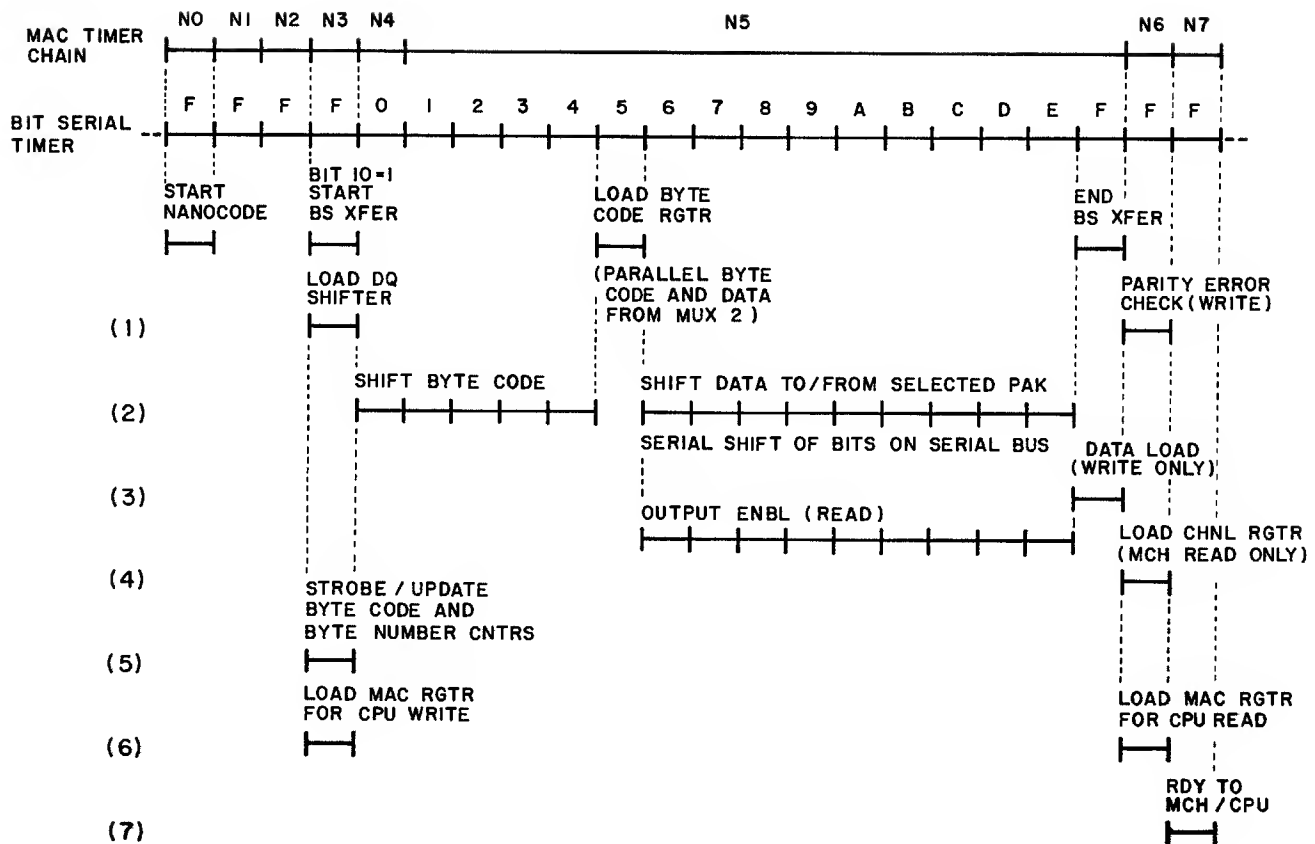 N0 N1 N2 N3 N4 N5 N6 N7
MAC TIMER
CHAIN
F F F F 0 1 2 3 4 5 6 7 8 9 A B C D E F F F
BIT SERIAL
TIMER
START
NANOCODE
BIT 10=1
START
BS XFER
LOAD BYTE
CODE RGTR
END
BS XFER
LOAD DQ
SHIFTER
(PARALLEL BYTE
CODE AND DATA
FROM MUX 2)
PARITY ERROR
CHECK (WRITE)
(1)
SHIFT BYTE CODE
SHIFT DATA TO/FROM SELECTED PAK
(2)
SERIAL SHIFT OF BITS ON SERIAL BUS
DATA LOAD
(WRITE ONLY)
(3)
OUTPUT ENBL (READ)
LOAD CHNL RGTR
(MCH READ ONLY)
(4)
STROBE / UPDATE
BYTE CODE AND
BYTE NUMBER CNTRS
(5)
LOAD MAC RGTR
FOR CPU WRITE
LOAD MAC RGTR
FOR CPU READ
(6)
RDY TO
MCH / CPU
(7)